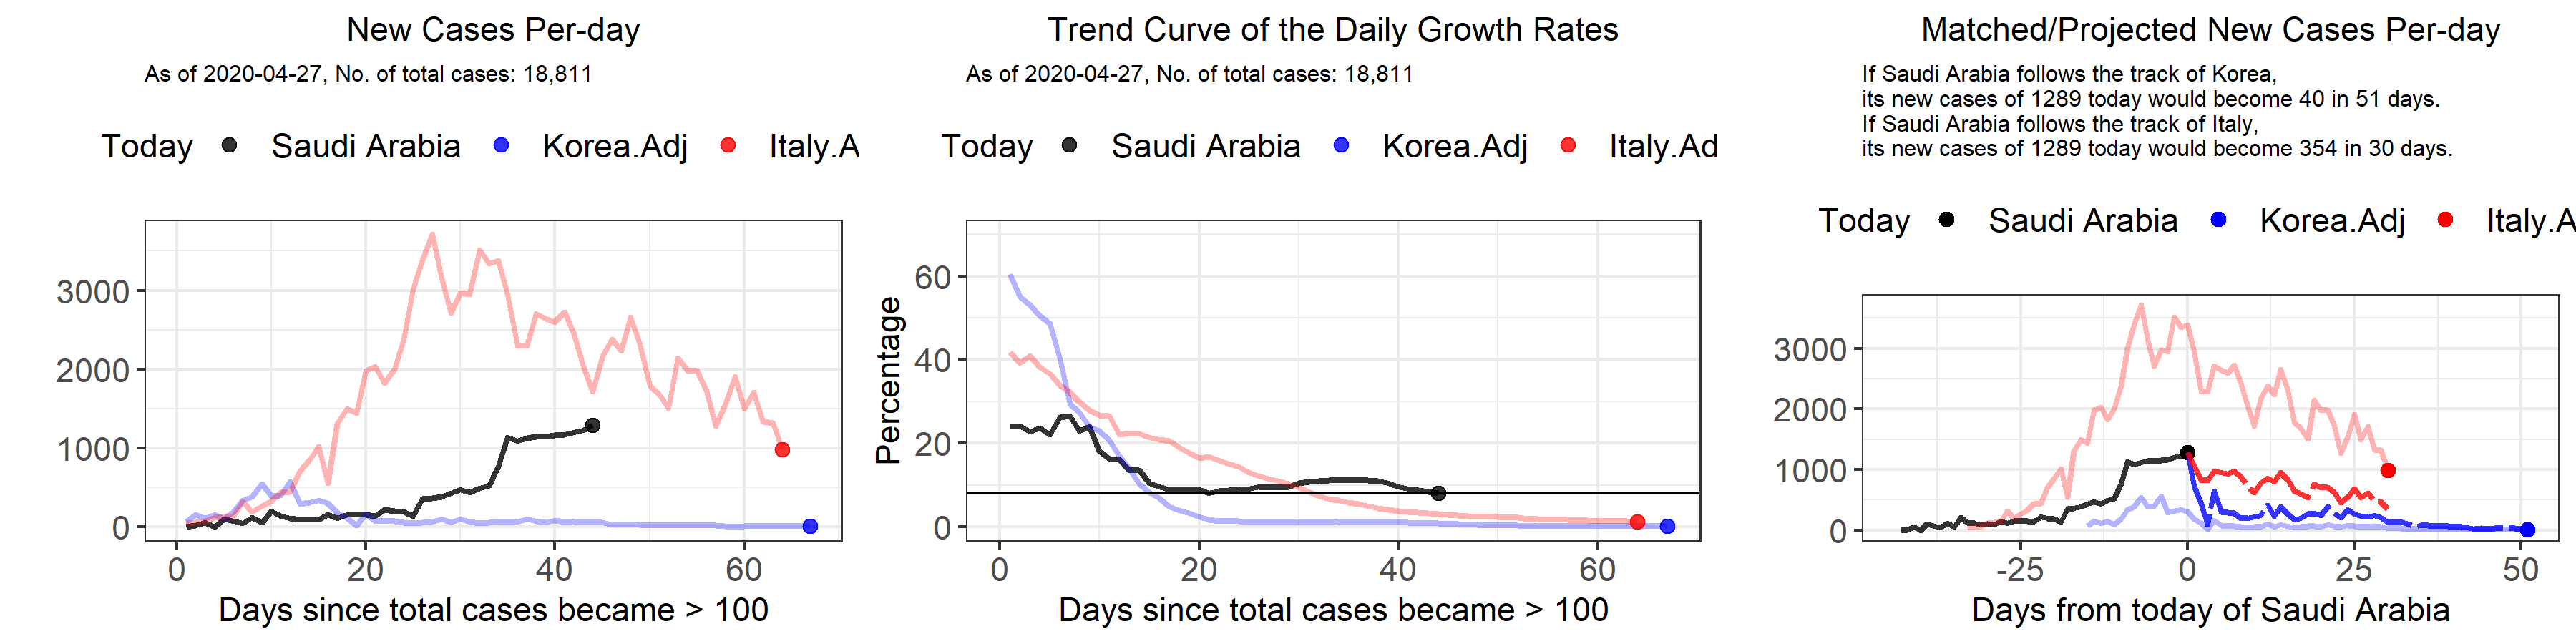 New Cases Per-day
As of 2020-04-27, No. of total cases: 18,811
Today Saudi Arabia Korea.Adj Italy.A
3000
2000
1000
0
0 20 40 60
Days since total cases became > 100
Trend Curve of the Daily Growth Rates
As of 2020-04-27, No. of total cases: 18,811
Today Saudi Arabia Korea.Adj Italy.Ad
Percentage
60
40
20
0
0 20 40 60
Days since total cases became > 100
Matched/Projected New Cases Per-day
If Saudi Arabia follows the track of Korea,
its new cases of 1289 today would become 40 in 51 days.
If Saudi Arabia follows the track of Italy,
its new cases of 1289 today would become 354 in 30 days.
Today Saudi Arabia Korea.Adj Italy.A
3000
2000
1000
0
-25 0 25 50
Days from today of Saudi Arabia